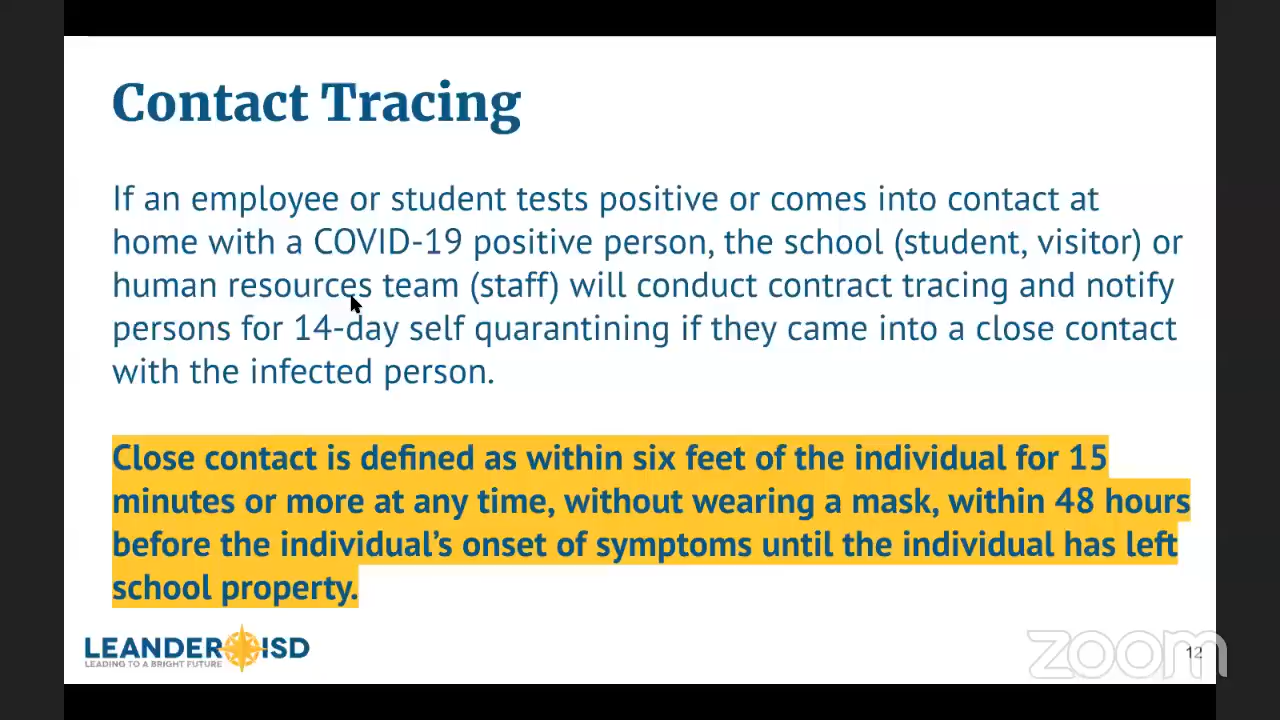 Contact Tracing
If an employee or student tests positive or comes into contact at
home with a COVID-19 positive person, the school (student, visitor) or
human resources team (staff) will conduct contract tracing and notify
persons for 14-day self quarantining if they came into a close contact
with the infected person.
Close contact is defined as within six feet of the individual for 15
minutes or more at any time, without wearing a mask, within 48 hours
before the individual’s onset of symptoms until the individual has left
school property.
LEANDER ISD
LEADING TO A BRIGHT FUTURE
zoom
12